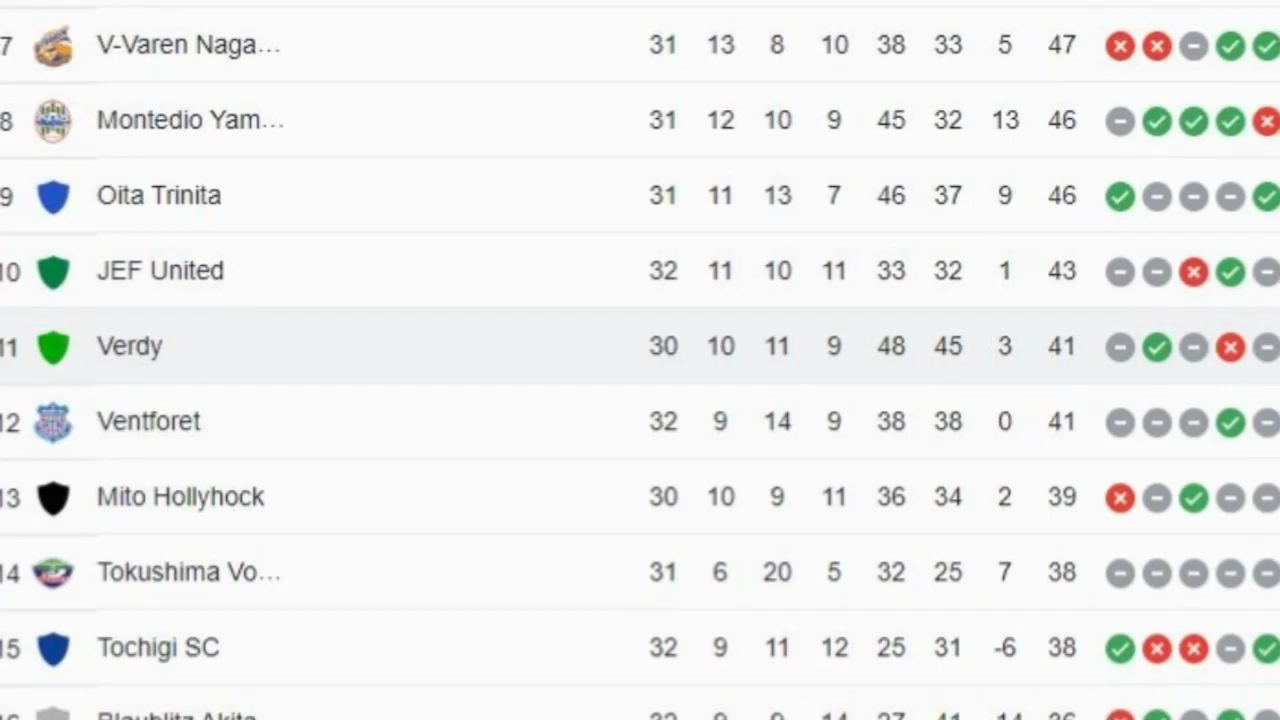 7 V-Varen Naga... 31 13 8 10 38 33 5 47
8 Montedio Yam... 31 12 10 9 45 32 13 46
9 Oita Trinita 31 11 13 7 46 37 9 46
10 JEF United 32 11 10 11 33 32 1 43
11 Verdy 30 10 11 9 48 45 3 41
12 Ventforet 32 9 14 9 38 38 0 41
13 Mito Hollyhock 30 10 9 11 36 34 2 39
14 Tokushima Vo... 31 6 20 5 32 25 7 38
15 Tochigi SC 32 9 11 12 25 31 -6 38